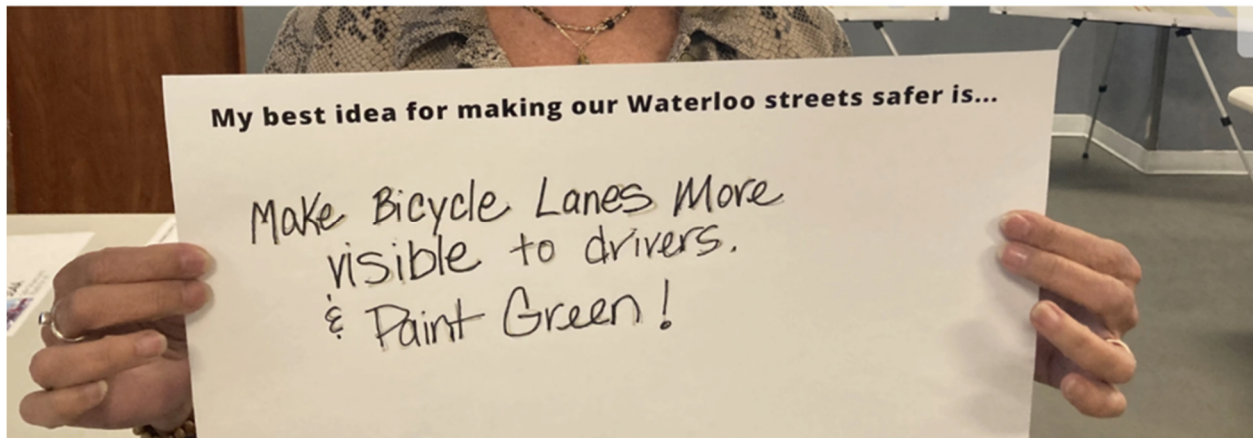 My best idea for making our Waterloo streets safer is...
Make Bicycle Lanes More
visible to drivers.
& Paint Green!